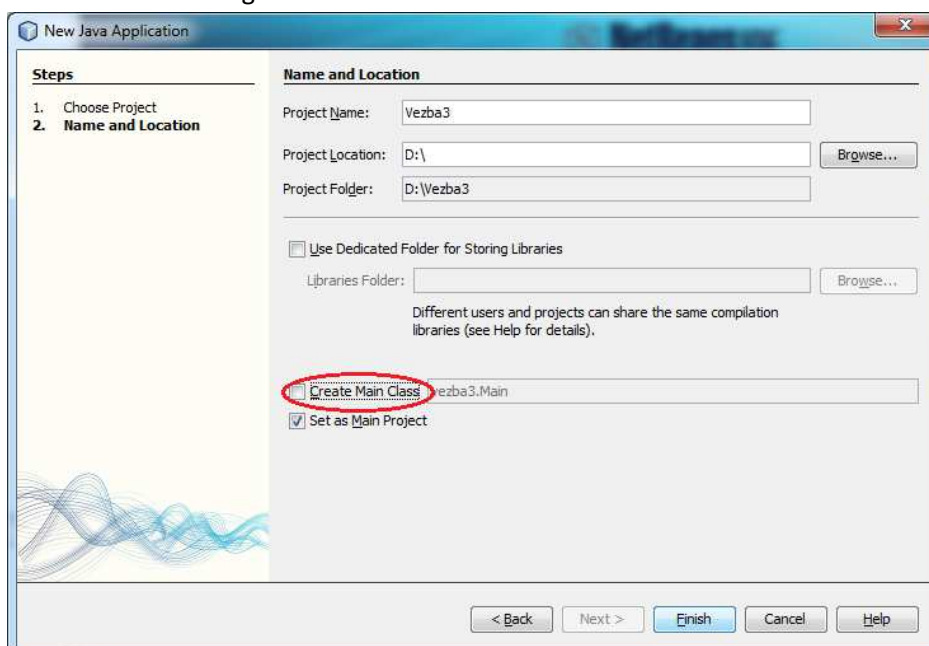 New Java Application
NetBeans IDE
Steps
1. Choose Project
2. Name and Location
Name and Location
Project Name: Vezba3
Project Location: D:\ Browse...
Project Folder: D:\Vezba3
Use Dedicated Folder for Storing Libraries
Libraries Folder: Browse...
Different users and projects can share the same compilation
libraries (see Help for details).
Create Main Class vezba3.Main
Set as Main Project
< Back Next > Finish Cancel Help